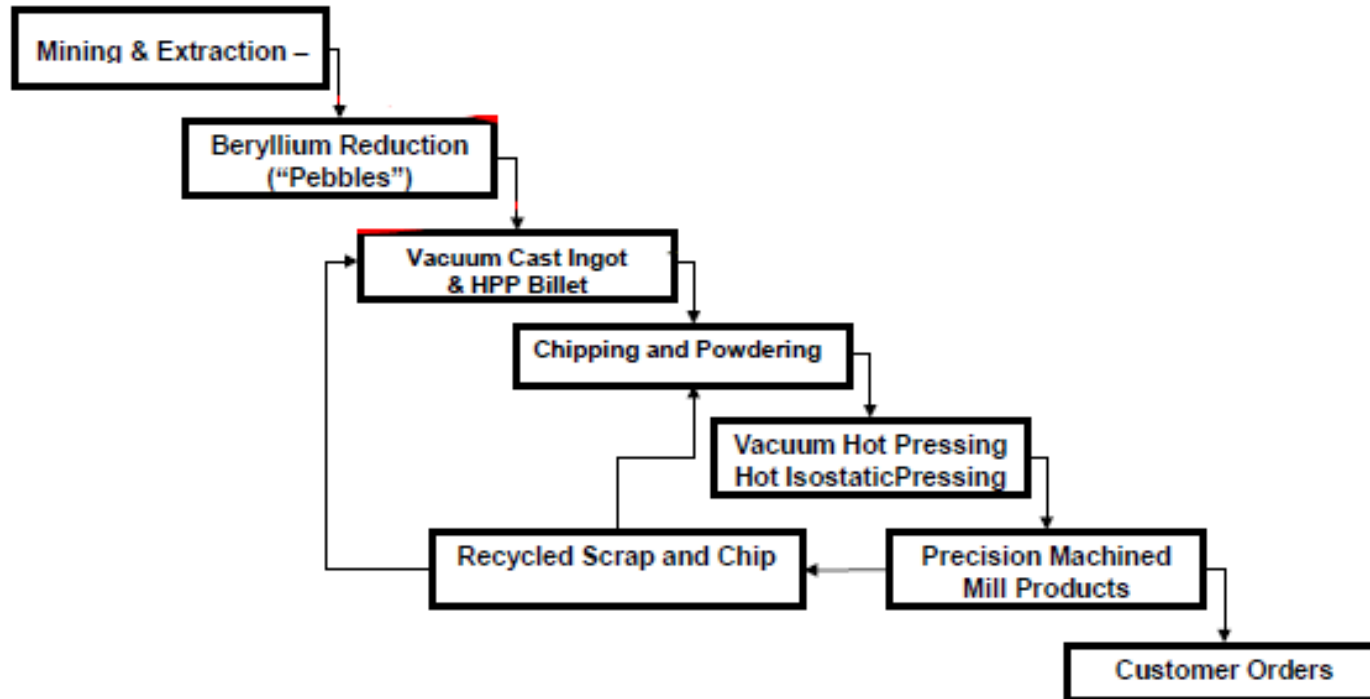 Mining & Extraction –
Beryllium Reduction
(“Pebbles”)
Vacuum Cast Ingot
& HPP Billet
Chipping and Powdering
Vacuum Hot Pressing
Hot IsostaticPressing
Recycled Scrap and Chip
Precision Machined
Mill Products
Customer Orders